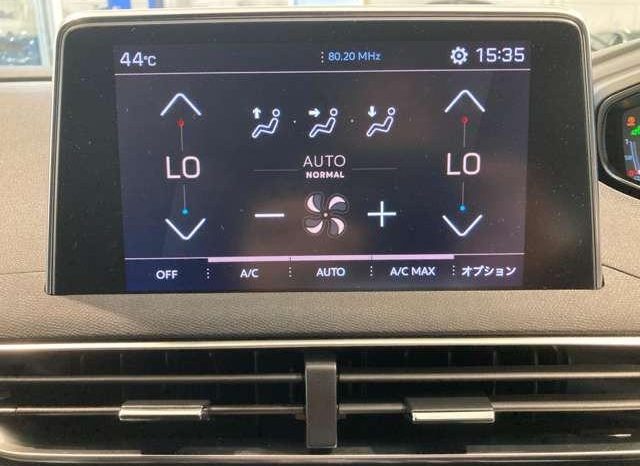 44°C
80.20 MHz
15:35
LO
AUTO
NORMAL
LO
OFF
A/C
AUTO
A/C MAX
オプション